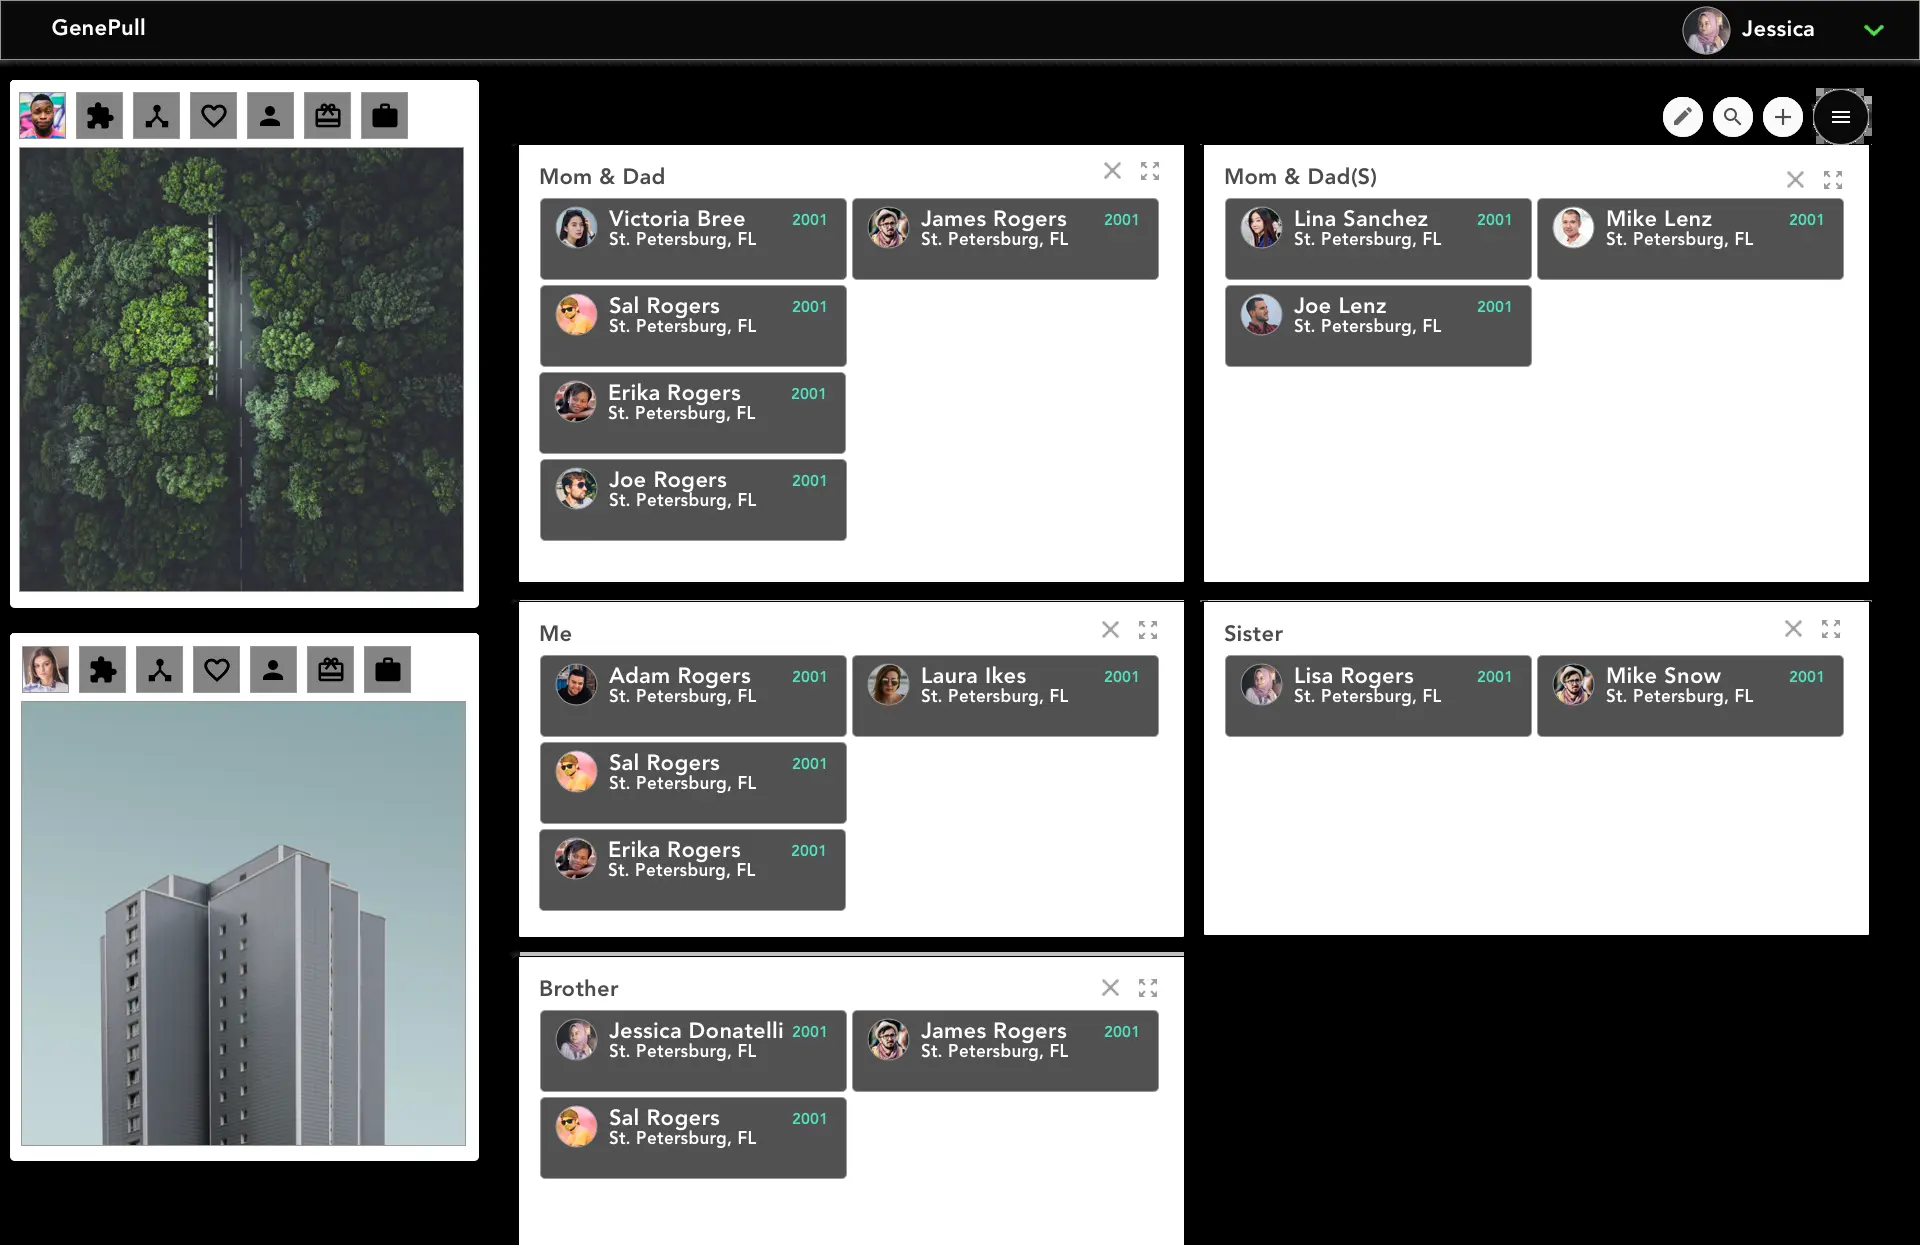 GenePull
Jessica
Mom & Dad
Victoria Bree 2001
St. Petersburg, FL
James Rogers 2001
St. Petersburg, FL
Sal Rogers 2001
St. Petersburg, FL
Erika Rogers 2001
St. Petersburg, FL
Joe Rogers 2001
St. Petersburg, FL
Mom & Dad(S)
Lina Sanchez 2001
St. Petersburg, FL
Mike Lenz 2001
St. Petersburg, FL
Joe Lenz 2001
St. Petersburg, FL
Me
Adam Rogers 2001
St. Petersburg, FL
Laura Ikes 2001
St. Petersburg, FL
Sal Rogers 2001
St. Petersburg, FL
Erika Rogers 2001
St. Petersburg, FL
Sister
Lisa Rogers 2001
St. Petersburg, FL
Mike Snow 2001
St. Petersburg, FL
Brother
Jessica Donatelli 2001
St. Petersburg, FL
James Rogers 2001
St. Petersburg, FL
Sal Rogers 2001
St. Petersburg, FL